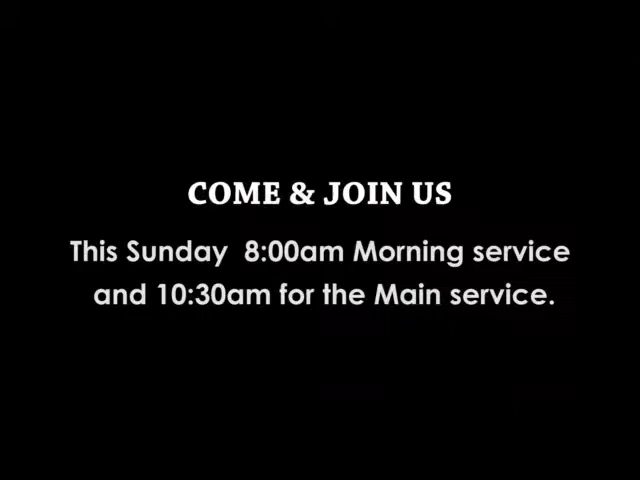 COME & JOIN US
This Sunday  8:00am Morning service
and 10:30am for the Main service.